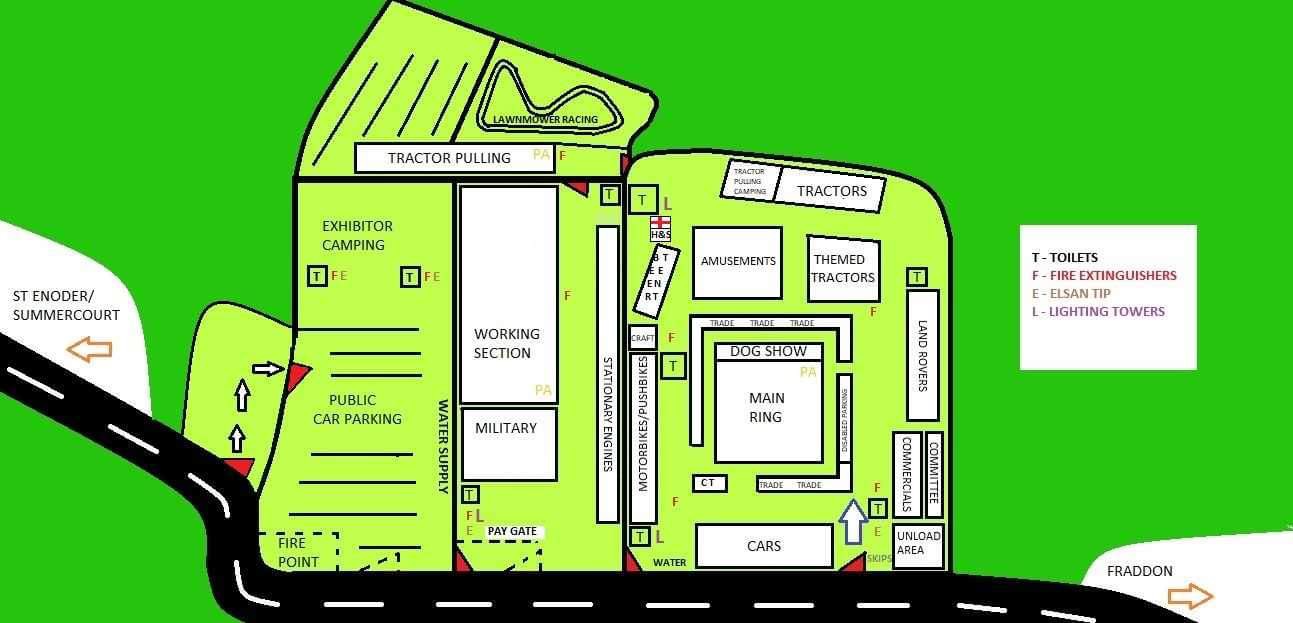 LAWNMOWER RACING
TRACTOR PULLING
PA
F
TRACTOR
PULLING
CAMPING
TRACTORS
T
T
L
H&S
EXHIBITOR
CAMPING
T
F E
T
F E
ST ENODER/
SUMMERCOURT
F
WORKING
SECTION
PA
B T
E E
E N
R T
AMUSEMENTS
THEMED
TRACTORS
T
F
LAND ROVERS
T - TOILETS
F - FIRE EXTINGUISHERS
E - ELSAN TIP
L - LIGHTING TOWERS
CRAFT
F
T
TRADE TRADE TRADE
DOG SHOW
PA
MAIN
RING
DISABLED PARKING
STATIONARY ENGINES
MOTORBIKES/PUSHBIKES
PUBLIC
CAR PARKING
WATER SUPPLY
MILITARY
T
F L
E
PAY GATE
CT
TRADE TRADE
F
F
T
E
COMMERCIALS
COMMITTEE
T
L
WATER
CARS
SKIPS
UNLOAD
AREA
FIRE
POINT
FRADDON